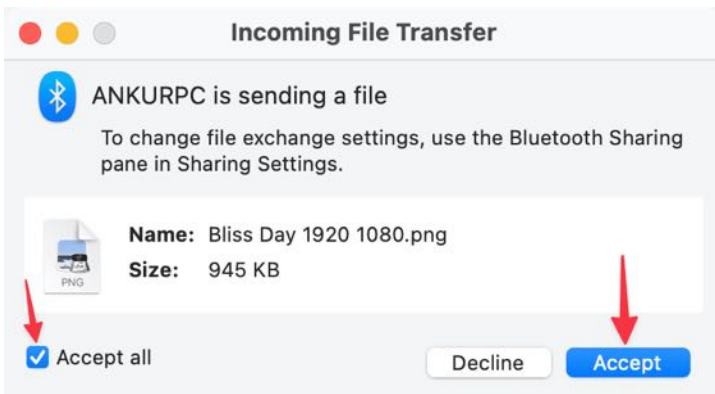 Incoming File Transfer
ANKURPC is sending a file
To change file exchange settings, use the Bluetooth Sharing
pane in Sharing Settings.
Name: Bliss Day 1920 1080.png
Size: 945 KB
PNG
Accept all
Decline
Accept